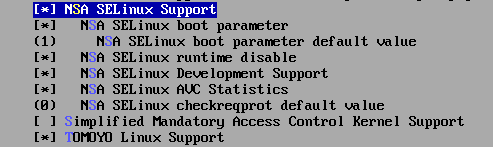 [*] NSA SELinux Support
[*]   NSA SELinux boot parameter
(1)     NSA SELinux boot parameter default value
[*]   NSA SELinux runtime disable
[*]   NSA SELinux Development Support
[*]   NSA SELinux AVC Statistics
(0)   NSA SELinux checkreqprot default value
[ ] Simplified Mandatory Access Control Kernel Support
[*] TOMOYO Linux Support